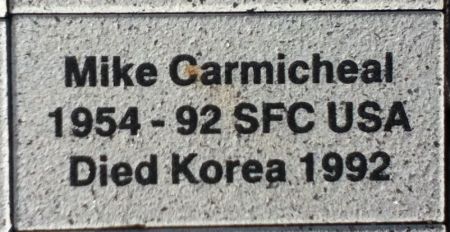 Mike Carmicheal
1954 - 92 SFC USA
Died Korea 1992